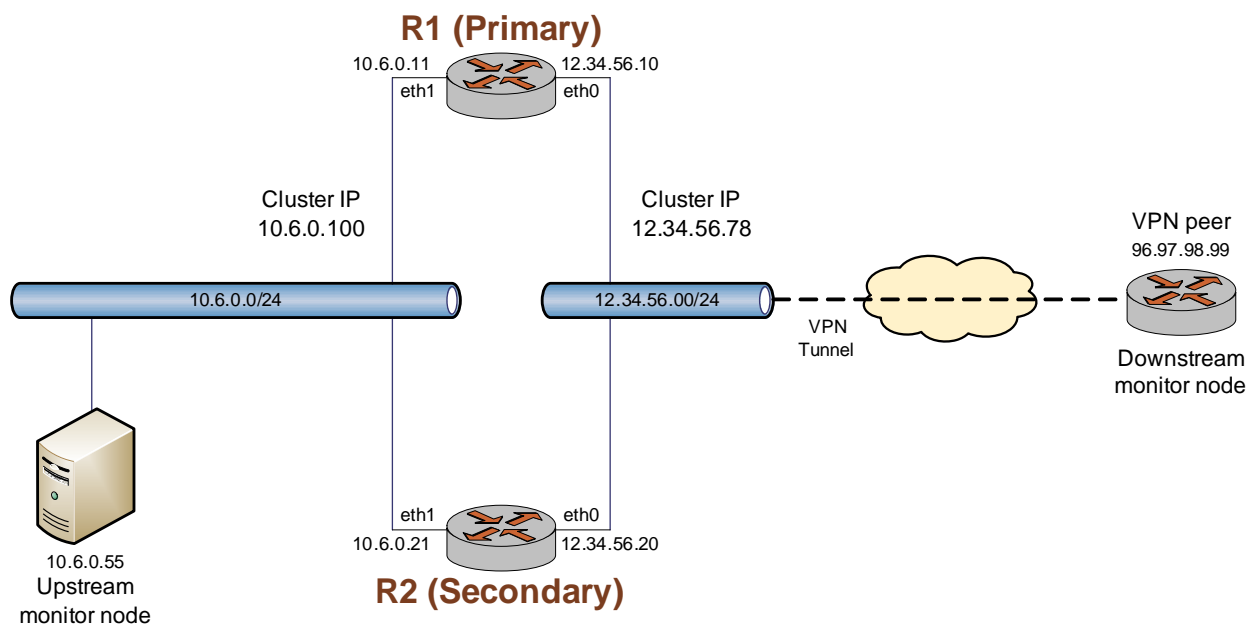 R1 (Primary)
10.6.0.11
12.34.56.10
eth1
eth0
Cluster IP
10.6.0.100
Cluster IP
12.34.56.78
VPN peer
96.97.98.99
10.6.0.0/24
12.34.56.00/24
VPN
Tunnel
Downstream
monitor node
eth1
eth0
10.6.0.21
12.34.56.20
R2 (Secondary)
10.6.0.55
Upstream
monitor node